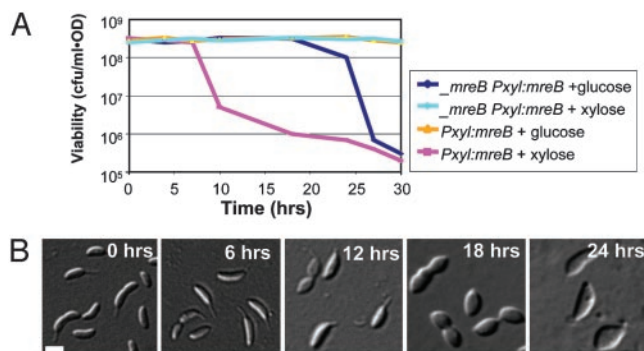 A
Viability (cfu/ml•OD)
10⁹
10⁸
10⁷
10⁶
10⁵
0 5 10 15 20 25 30
Time (hrs)
_mreB Pxyl:mreB +glucose
_mreB Pxyl:mreB + xylose
Pxyl:mreB + glucose
Pxyl:mreB + xylose
B
0 hrs 6 hrs 12 hrs 18 hrs 24 hrs